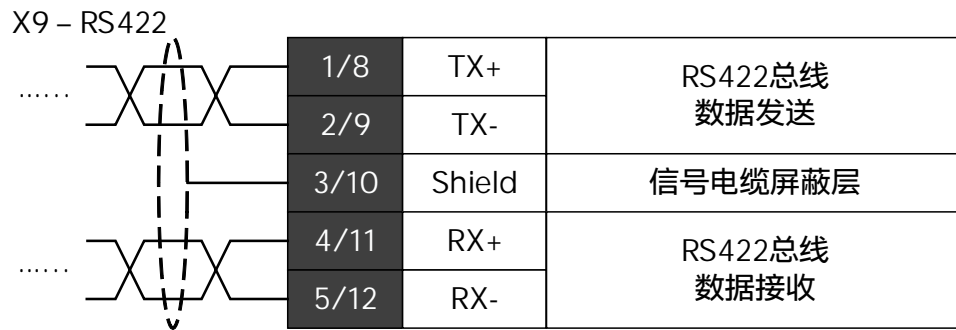 X9 – RS422
1/8 TX+ RS422总线
数据发送
2/9 TX-
3/10 Shield 信号电缆屏蔽层
4/11 RX+ RS422总线
数据接收
5/12 RX-
......
......